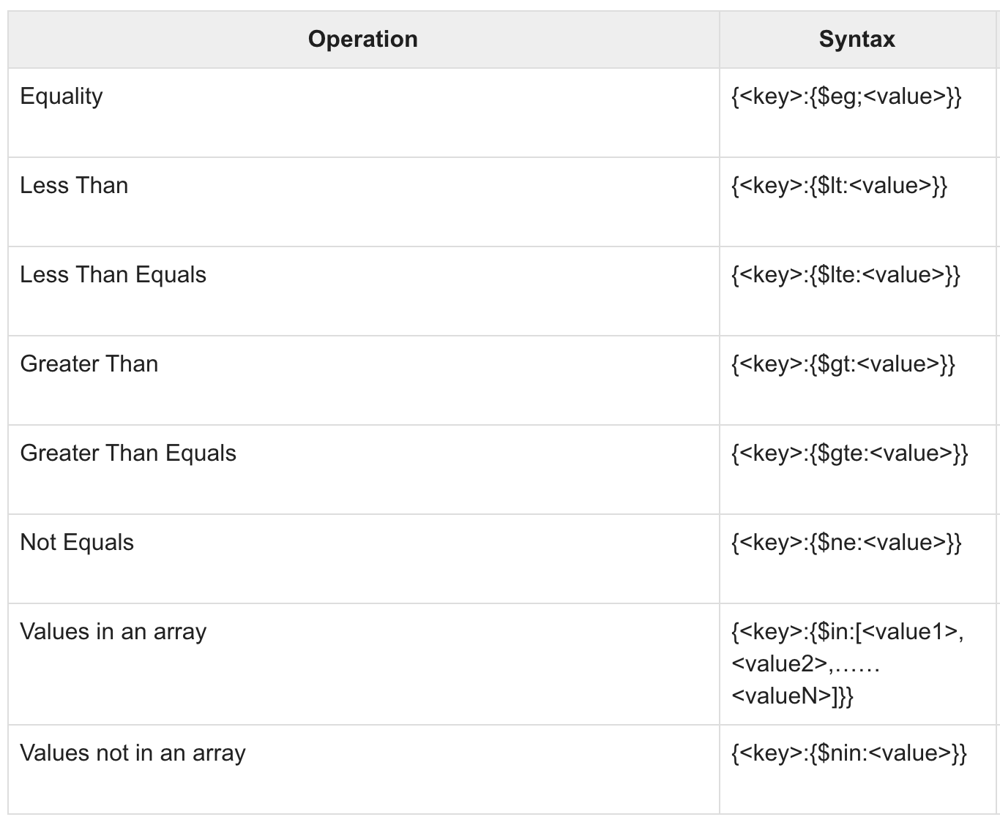 Operation Syntax
Equality {<key>:{$eg;<value>}}
Less Than {<key>:{$lt:<value>}}
Less Than Equals {<key>:{$lte:<value>}}
Greater Than {<key>:{$gt:<value>}}
Greater Than Equals {<key>:{$gte:<value>}}
Not Equals {<key>:{$ne:<value>}}
Values in an array {<key>:{$in:[<value1>,
<value2>,……
<valueN>]}}
Values not in an array {<key>:{$nin:<value>}}